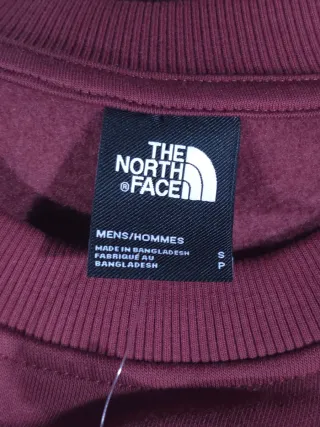 THE
NORTH
® FACE
MENS/HOMMES
MADE IN BANGLADESH S
FABRIQUÉ AU P
BANGLADESH